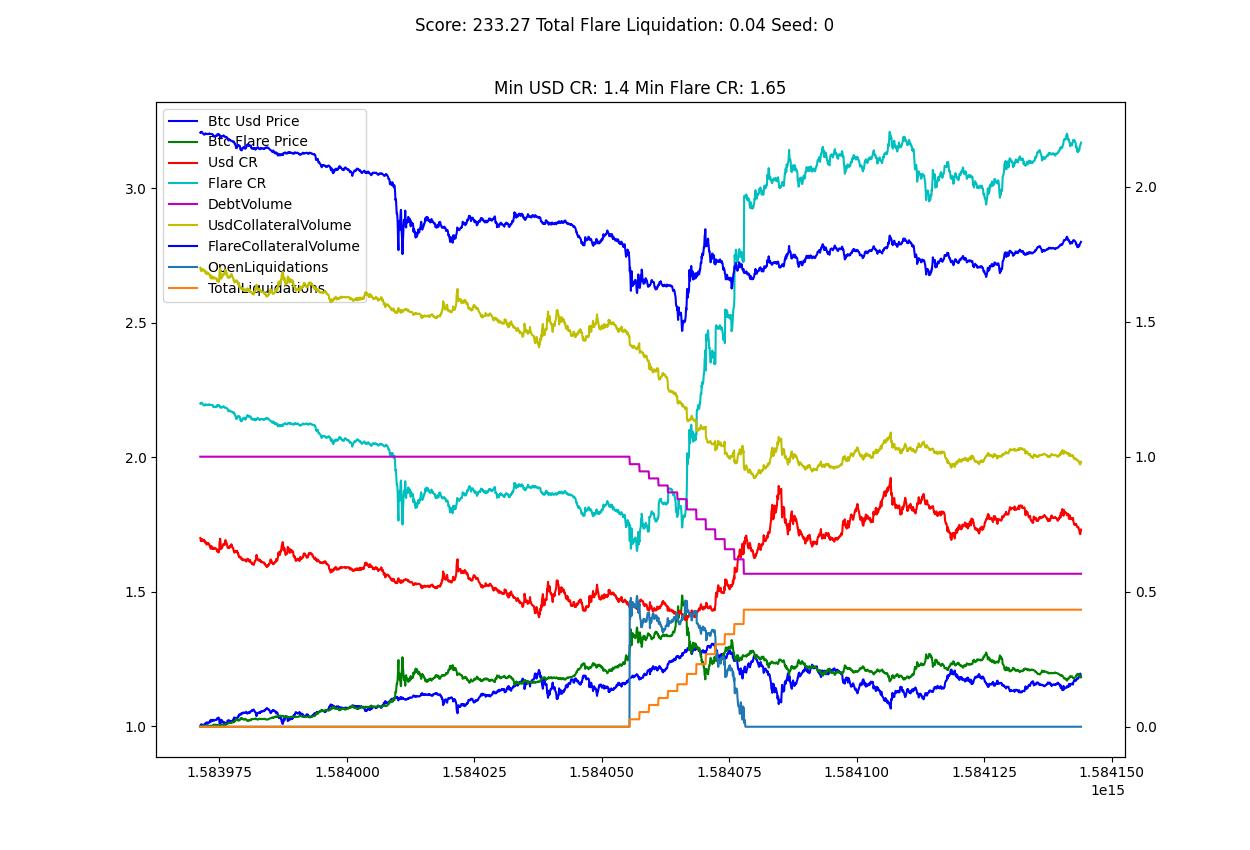 Score: 233.27 Total Flare Liquidation: 0.04 Seed: 0
Min USD CR: 1.4 Min Flare CR: 1.65
Btc Usd Price
Btc Flare Price
Usd CR
Flare CR
DebtVolume
UsdCollateralVolume
FlareCollateralVolume
OpenLiquidations
TotalLiquidations
3.0
2.5
2.0
1.5
1.0
2.0
1.5
1.0
0.5
0.0
1.583975 1.584000 1.584025 1.584050 1.584075 1.584100 1.584125 1.584150
1e15